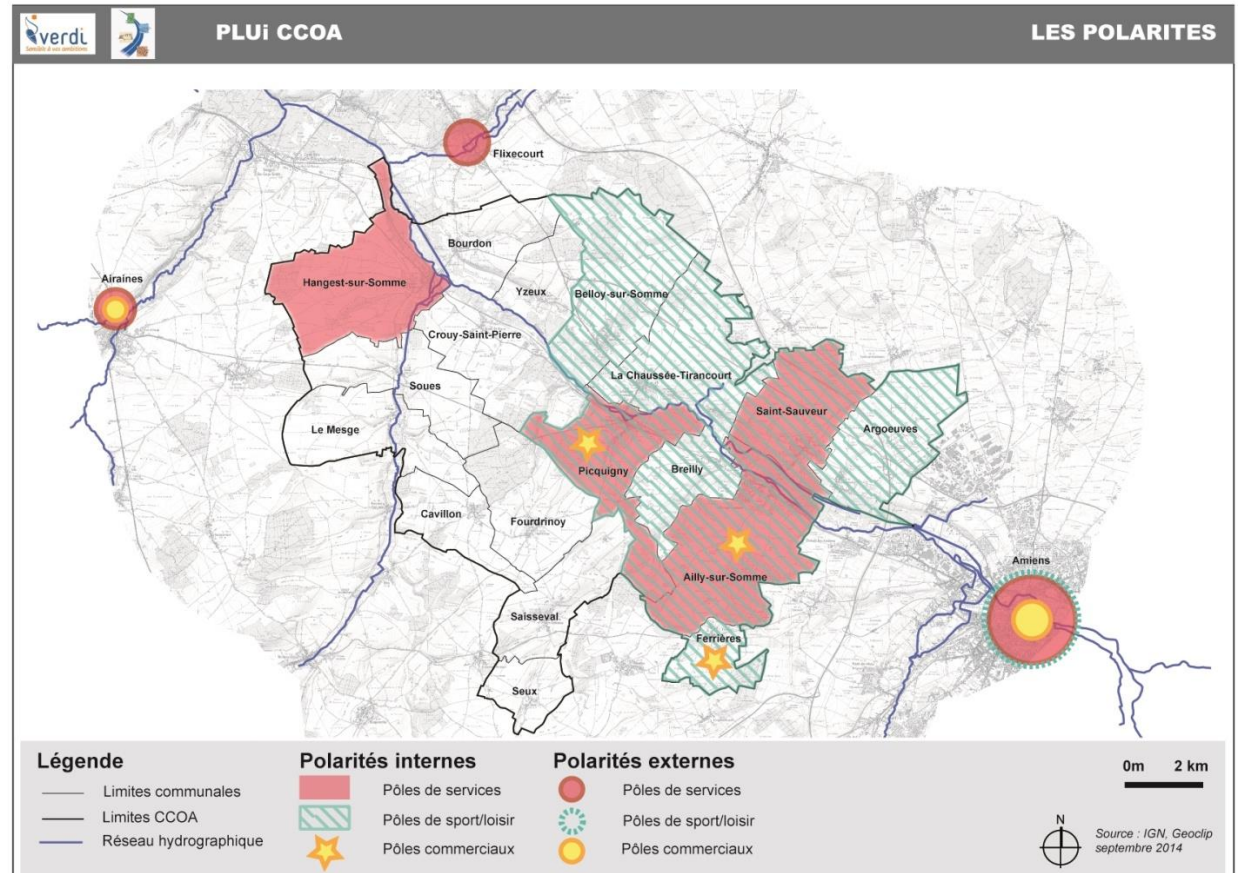 verdi
PLUi CCOA
LES POLARITES
Flixecourt
Bourdon
Airaines
Hangest-sur-Somme
Yzeux
Belloy-sur-Somme
Crouy-Saint-Pierre
La Chaussée-Tirancourt
Soues
Saint-Sauveur
Le Mesge
Argoeuves
Picquigny
Breilly
Cavillon
Fourdrinoy
Amiens
Ailly-sur-Somme
Saisseval
Ferrières
Seux
Légende
Limites communales
Limites CCOA
Réseau hydrographique
Polarités internes
Pôles de services
Pôles de sport/loisir
Pôles commerciaux
Polarités externes
Pôles de services
Pôles de sport/loisir
Pôles commerciaux
0m 2 km
N
Source : IGN, Geoclip
septembre 2014